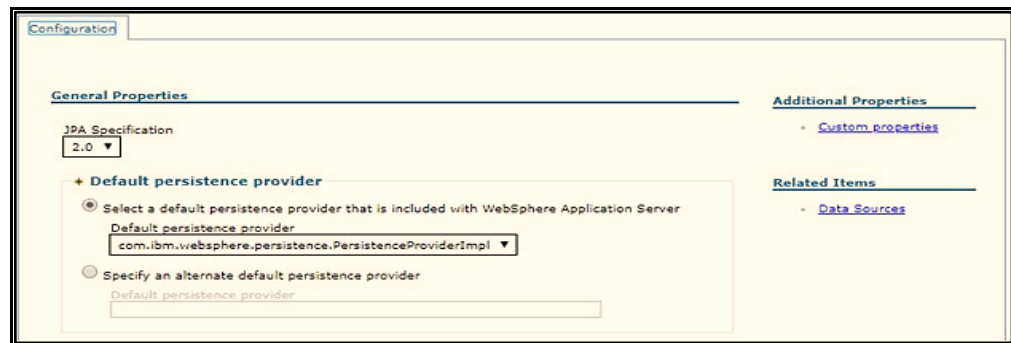 Configuration
General Properties
JPA Specification
2.0
Default persistence provider
Select a default persistence provider that is included with WebSphere Application Server
Default persistence provider
com.ibm.websphere.persistence.PersistenceProviderImpl
Specify an alternate default persistence provider
Default persistence provider
Additional Properties
Custom properties
Related Items
Data Sources